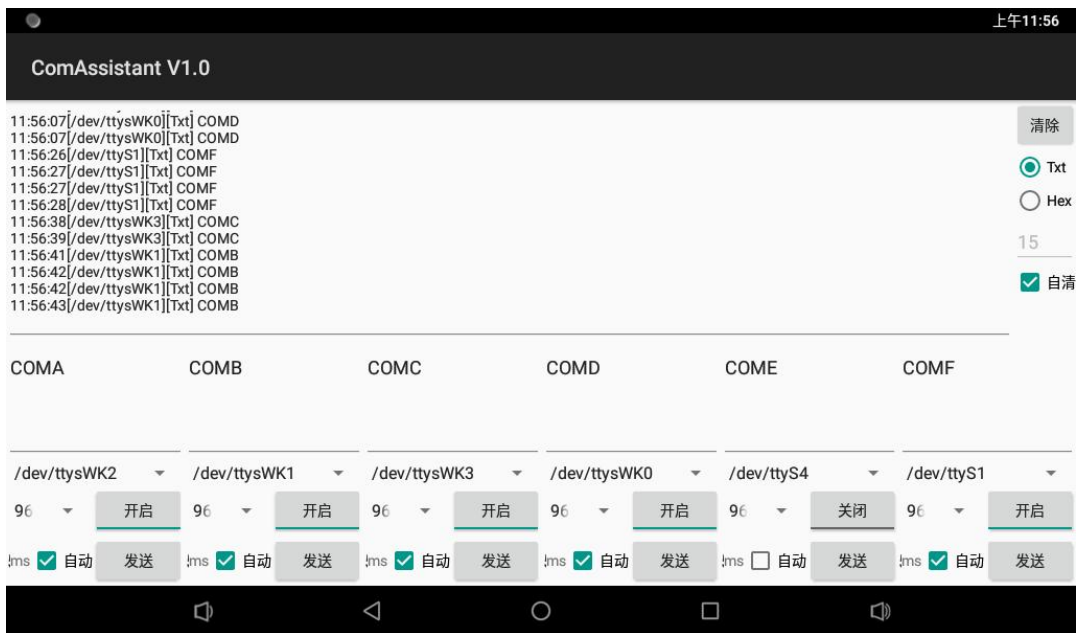 上午11:56
ComAssistant V1.0
11:56:07[/dev/ttysWK0][Txt] COMD
11:56:07[/dev/ttysWK0][Txt] COMD
11:56:26[/dev/ttyS1][Txt] COMF
11:56:27[/dev/ttyS1][Txt] COMF
11:56:27[/dev/ttyS1][Txt] COMF
11:56:28[/dev/ttyS1][Txt] COMF
11:56:38[/dev/ttysWK3][Txt] COMC
11:56:39[/dev/ttysWK3][Txt] COMC
11:56:41[/dev/ttysWK1][Txt] COMB
11:56:42[/dev/ttysWK1][Txt] COMB
11:56:42[/dev/ttysWK1][Txt] COMB
11:56:43[/dev/ttysWK1][Txt] COMB
清除
Txt
Hex
15
自清
COMA COMB COMC COMD COME COMF
/dev/ttysWK2 /dev/ttysWK1 /dev/ttysWK3 /dev/ttysWK0 /dev/ttyS4 /dev/ttyS1
96 开启 96 开启 96 开启 96 开启 96 关闭 96 开启
ms 自动 发送 ms 自动 发送 ms 自动 发送 ms 自动 发送 ms 自动 发送 ms 自动 发送